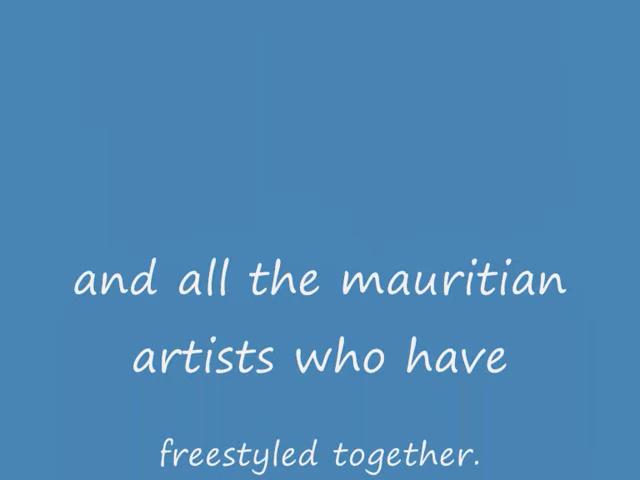 and all the mauritian
artists who have
freestyled together.